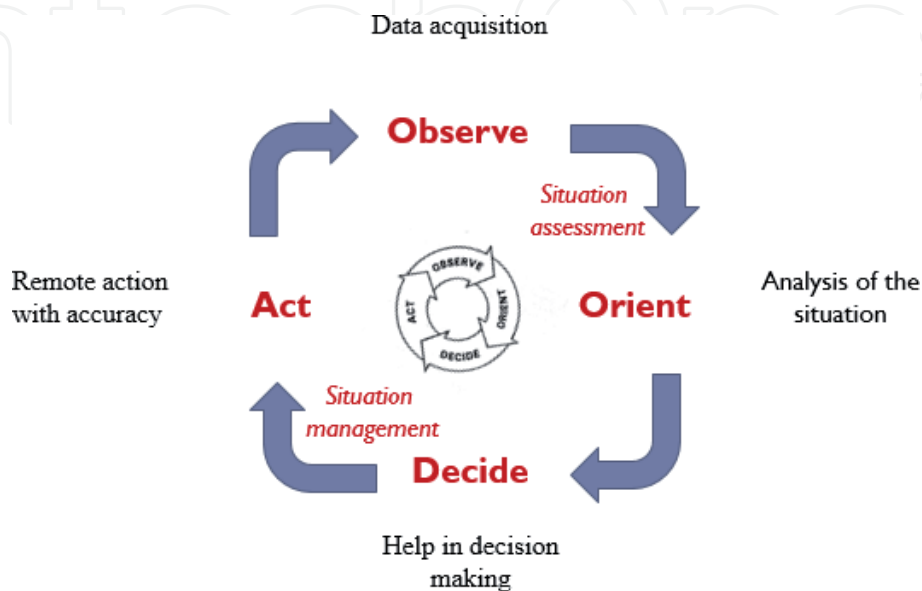 Data acquisition
Observe
Situation
assessment
Remote action
with accuracy
Act
OBSERVE
ORIENT
DECIDE
ACT
Orient
Analysis of the
situation
Situation
management
Decide
Help in decision
making